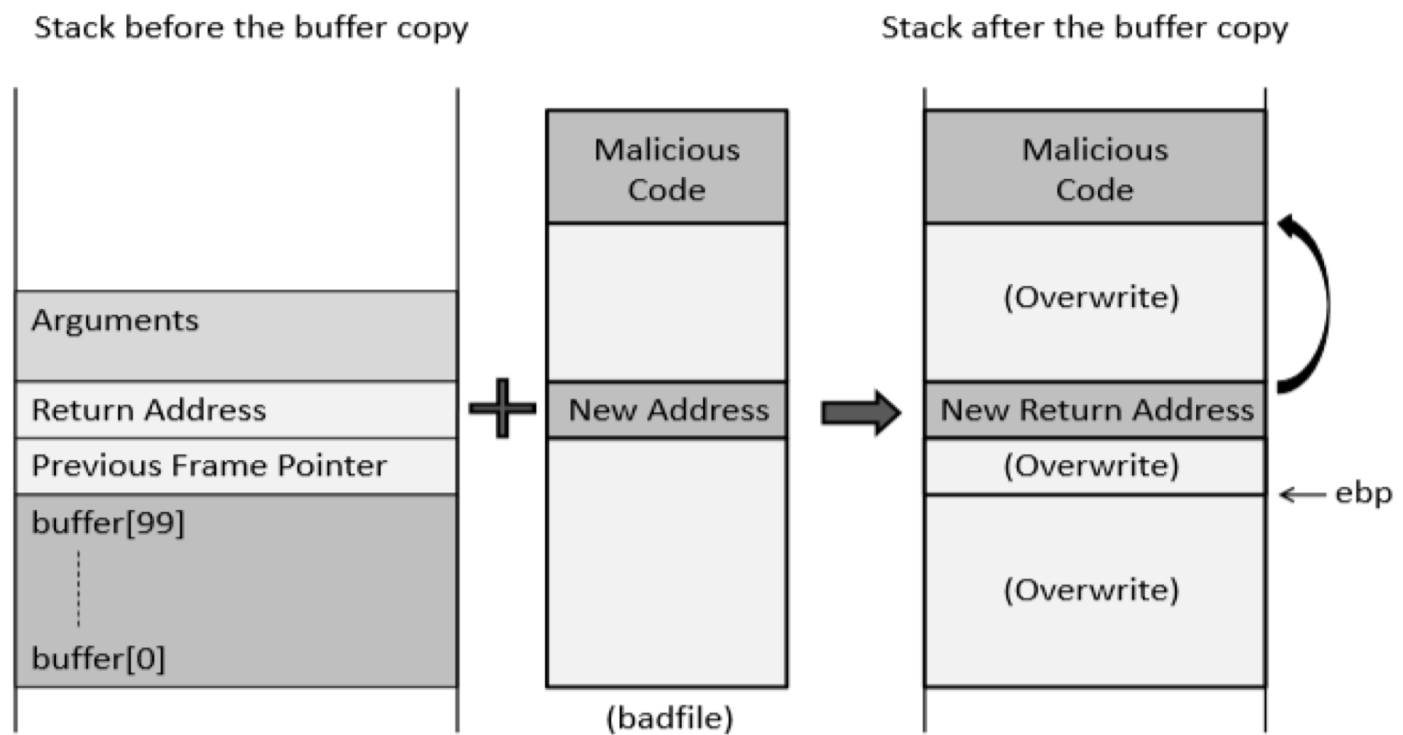 Stack before the buffer copy
Stack after the buffer copy
Arguments
Return Address
Previous Frame Pointer
buffer[99]
buffer[0]
Malicious
Code
New Address
(badfile)
Malicious
Code
(Overwrite)
New Return Address
(Overwrite)
ebp
(Overwrite)